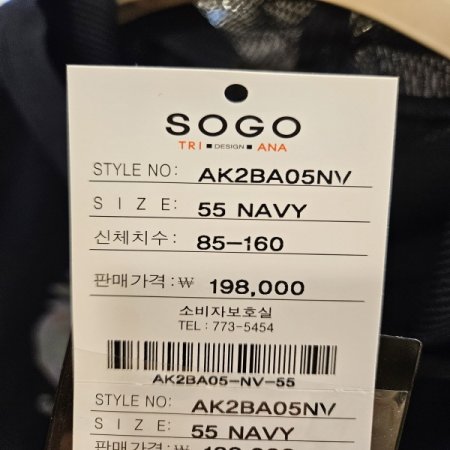 SOGO
TRI ■ DESIGN ■ ANA
STYLE NO: AK2BA05NV
S I Z E: 55 NAVY
신체치수: 85-160
판매가격:₩ 198,000
소비자보호실
TEL: 773-5454
AK2BA05-NV-55
STYLE NO: AK2BA05NV
S I Z E: 55 NAVY